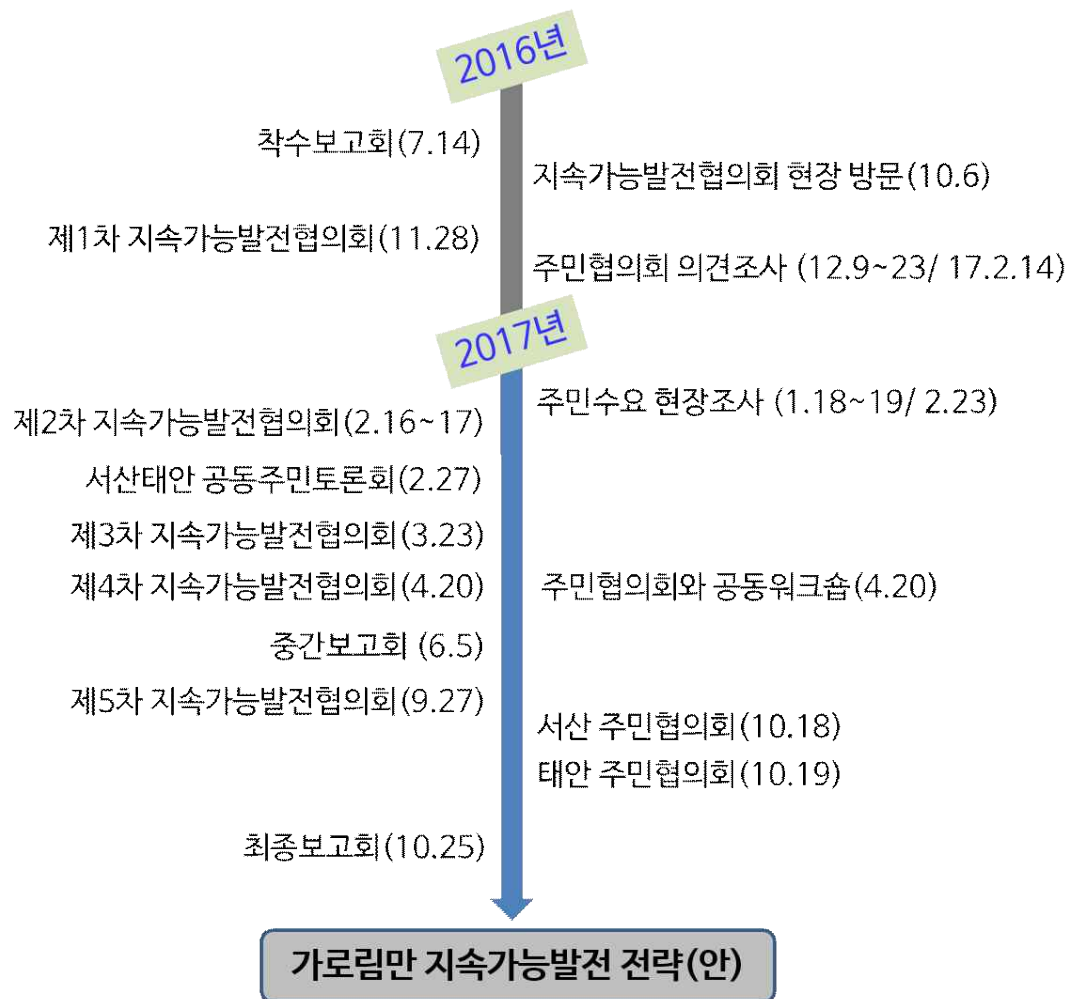 2016년
착수보고회(7.14)
지속가능발전협의회 현장 방문(10.6)
제1차 지속가능발전협의회(11.28)
주민협의회 의견조사 (12.9~23/ 17.2.14)
2017년
주민수요 현장조사 (1.18~19/ 2.23)
제2차 지속가능발전협의회(2.16~17)
서산태안 공동주민토론회(2.27)
제3차 지속가능발전협의회(3.23)
제4차 지속가능발전협의회(4.20)
주민협의회와 공동워크숍(4.20)
중간보고회 (6.5)
제5차 지속가능발전협의회(9.27)
서산 주민협의회(10.18)
태안 주민협의회(10.19)
최종보고회(10.25)
가로림만 지속가능발전 전략(안)